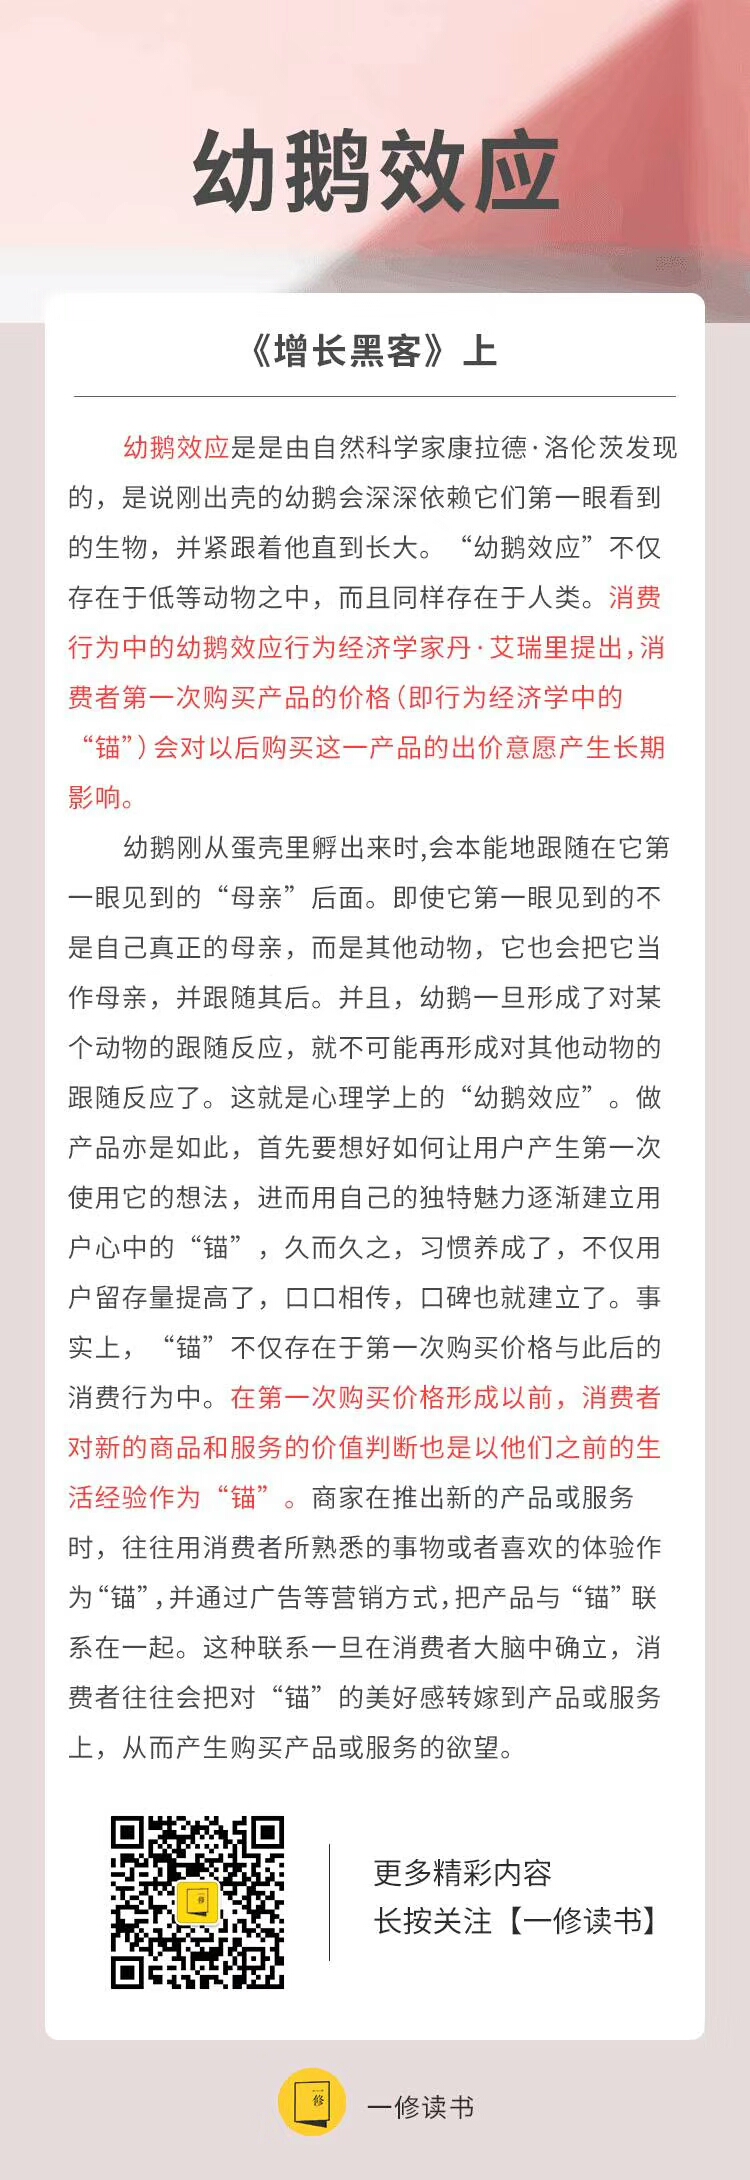 幼鹅效应
《增长黑客》上
幼鹅效应是是由自然科学家康拉德·洛伦茨发现
的，是说刚出壳的幼鹅会深深依赖它们第一眼看到
的生物，并紧跟着他直到长大。“幼鹅效应”不仅
存在于低等动物之中，而且同样存在于人类。消费
行为中的幼鹅效应行为经济学家丹·艾瑞里提出，消
费者第一次购买产品的价格（即行为经济学中的
“锚”）会对以后购买这一产品的出价意愿产生长期
影响。
幼鹅刚从蛋壳里孵出来时,会本能地跟随在它第
一眼见到的“母亲”后面。即使它第一眼见到的不
是自己真正的母亲，而是其他动物，它也会把它当
作母亲，并跟随其后。并且，幼鹅一旦形成了对某
个动物的跟随反应，就不可能再形成对其他动物的
跟随反应了。这就是心理学上的“幼鹅效应”。做
产品亦是如此，首先要想好如何让用户产生第一次
使用它的想法，进而用自己的独特魅力逐渐建立用
户心中的“锚”，久而久之，习惯养成了，不仅用
户留存量提高了，口口相传，口碑也就建立了。事
实上，“锚”不仅存在于第一次购买价格与此后的
消费行为中。在第一次购买价格形成以前，消费者
对新的商品和服务的价值判断也是以他们之前的生
活经验作为“锚”。商家在推出新的产品或服务
时，往往用消费者所熟悉的事物或者喜欢的体验作
为“锚”，并通过广告等营销方式，把产品与“锚”联
系在一起。这种联系一旦在消费者大脑中确立，消
费者往往会把对“锚”的美好感转嫁到产品或服务
上，从而产生购买产品或服务的欲望。
一修
更多精彩内容
长按关注【一修读书】
一修
一修读书